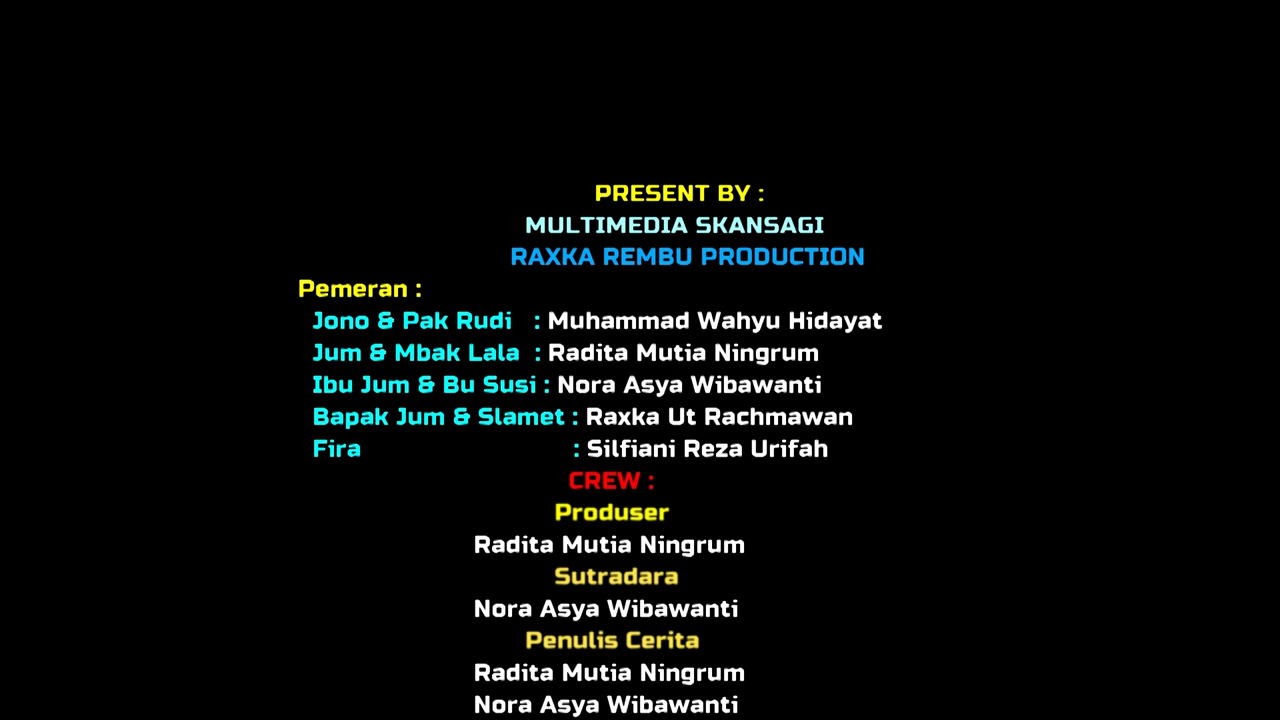 PRESENT BY :
MULTIMEDIA SKANSAGI
RAXKA REMBU PRODUCTION
Pemeran :
Jono & Pak Rudi : Muhammad Wahyu Hidayat
Jum & Mbak Lala : Radita Mutia Ningrum
Ibu Jum & Bu Susi : Nora Asya Wibawanti
Bapak Jum & Slamet : Raxka Ut Rachmawan
Fira : Silfiani Reza Urifah
CREW :
Produser
Radita Mutia Ningrum
Sutradara
Nora Asya Wibawanti
Penulis Cerita
Radita Mutia Ningrum
Nora Asya Wibawanti